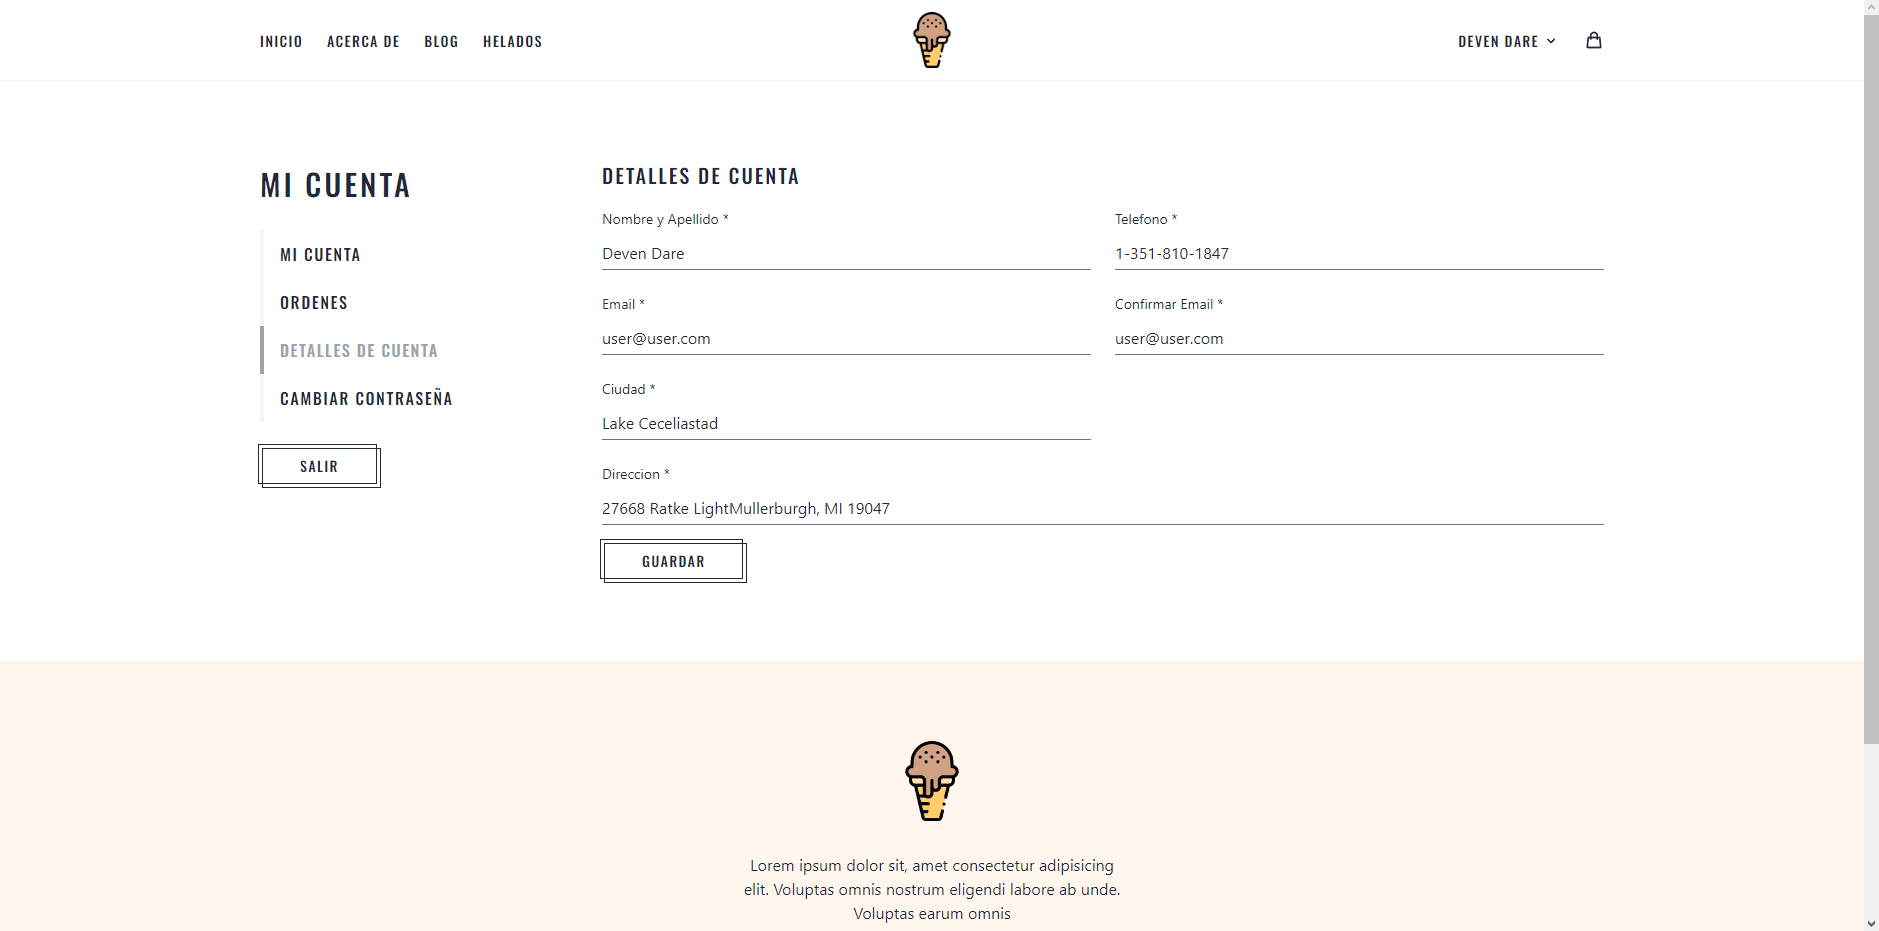 INICIO ACERCA DE BLOG HELADOS DEVEN DARE
MI CUENTA
MI CUENTA
ORDENES
DETALLES DE CUENTA
CAMBIAR CONTRASEÑA
SALIR
DETALLES DE CUENTA
Nombre y Apellido * Telefono *
Deven Dare 1-351-810-1847
Email * Confirmar Email *
user@user.com user@user.com
Ciudad *
Lake Ceceliastad
Direccion *
27668 Ratke LightMullerburgh, MI 19047
GUARDAR
Lorem ipsum dolor sit, amet consectetur adipisicing
elit. Voluptas omnis nostrum eligendi labore ab unde.
Voluptas earum omnis